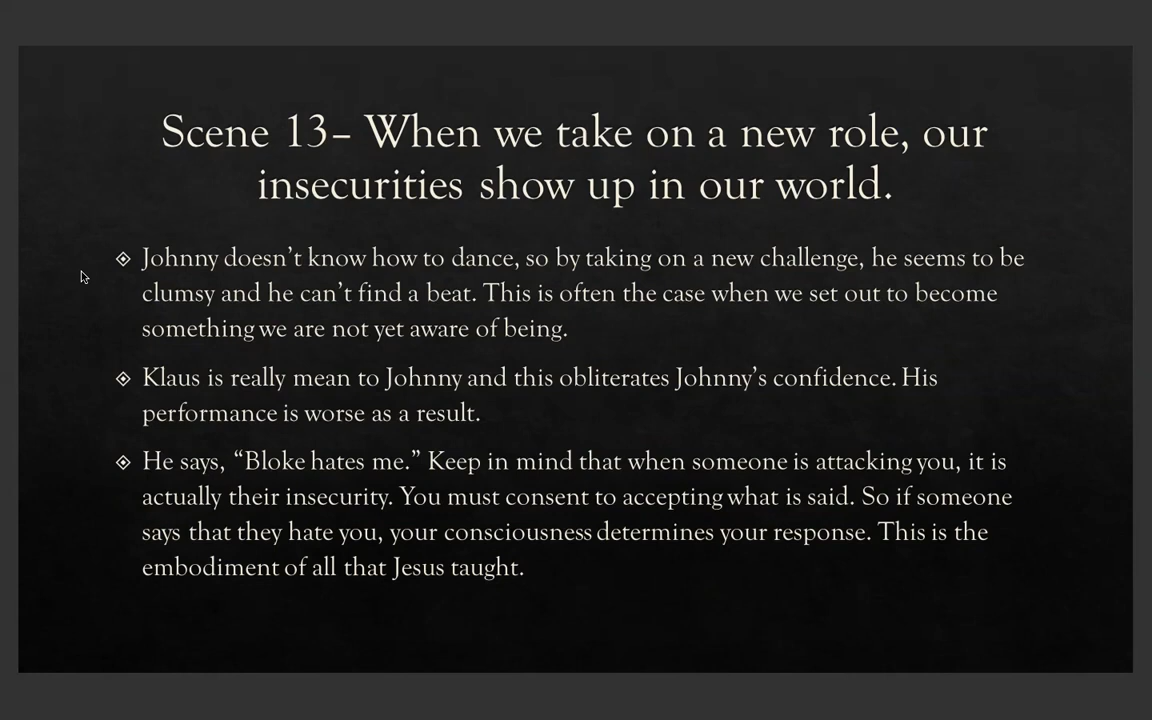 Scene 13– When we take on a new role, our
insecurities show up in our world.
Johnny doesn’t know how to dance, so by taking on a new challenge, he seems to be
clumsy and he can’t find a beat. This is often the case when we set out to become
something we are not yet aware of being.
Klaus is really mean to Johnny and this obliterates Johnny’s confidence. His
performance is worse as a result.
He says, “Bloke hates me.” Keep in mind that when someone is attacking you, it is
actually their insecurity. You must consent to accepting what is said. So if someone
says that they hate you, your consciousness determines your response. This is the
embodiment of all that Jesus taught.